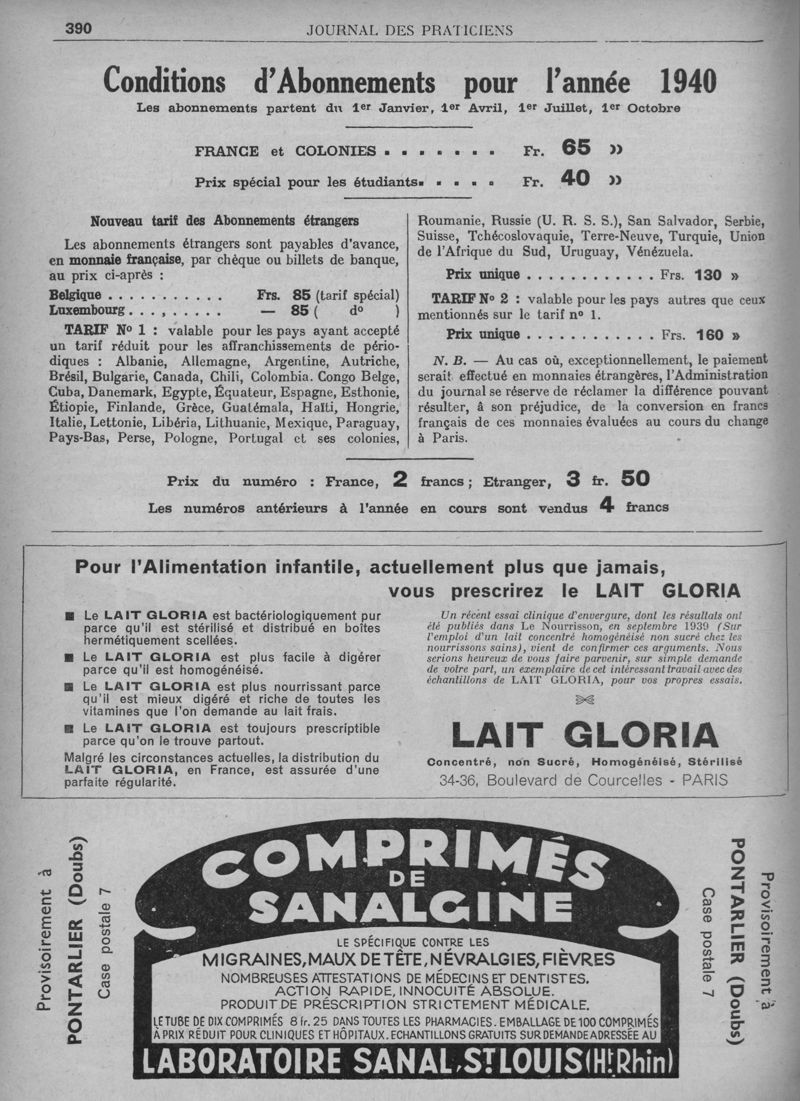 390
JOURNAL DES PRATICIENS
Conditions d'Abonnements pour l'année 1940
Les abonnements partent du 1er Janvier, 1er Avril, 1er Juillet, 1er Octobre
FRANCE et COLONIES . . . . . . . Fr. 65 »
Prix spécial pour les étudiants. . . . . Fr. 40 »
Nouveau tarif des Abonnements étrangers
Les abonnements étrangers sont payables d'avance,
en monnaie française, par chèque ou billets de banque,
au prix ci-après :
Belgique . . . . . . . . . . . Frs. 85 (tarif spécial)
Luxembourg . . . , . . . . . — 85 ( do )
TARIF No 1 : valable pour les pays ayant accepté
un tarif réduit pour les affranchissements de pério-
diques : Albanie, Allemagne, Argentine, Autriche,
Brésil, Bulgarie, Canada, Chili, Colombia. Congo Belge,
Cuba, Danemark, Egypte, Équateur, Espagne, Esthonie,
Étiopie, Finlande, Grèce, Guatémala, Haïti, Hongrie,
Italie, Lettonie, Libéria, Lithuanie, Mexique, Paraguay,
Pays-Bas, Perse, Pologne, Portugal et ses colonies,
Roumanie, Russie (U. R. S. S.), San Salvador, Serbie,
Suisse, Tchécoslovaquie, Terre-Neuve, Turquie, Union
de l'Afrique du Sud, Uruguay, Vénézuela.
Prix unique . . . . . . . . . . . . Frs. 130 »
TARIF No 2 : valable pour les pays autres que ceux
mentionnés sur le tarif no 1.
Prix unique . . . . . . . . . . . . Frs. 160 »
N. B. — Au cas où, exceptionnellement, le paiement
serait effectué en monnaies étrangères, l'Administration
du journal se réserve de réclamer la différence pouvant
résulter, â son préjudice, de la conversion en francs
français de ces monnaies évaluées au cours du change
à Paris.
Prix du numéro : France, 2 francs ; Etranger, 3 fr. 50
Les numéros antérieurs à l'année en cours sont vendus 4 francs
Pour l'Alimentation infantile, actuellement plus que jamais,
vous prescrirez le LAIT GLORIA
Le LAIT GLORIA est bactériologiquement pur
parce qu'il est stérilisé et distribué en boîtes
hermétiquement scellées.
Le LAIT GLORIA est plus facile à digérer
parce qu'il est homogénéisé.
Le LAIT GLORIA est plus nourrissant parce
qu'il est mieux digéré et riche de toutes les
vitamines que l'on demande au lait frais.
Le LAIT GLORIA est toujours prescriptible
parce qu'on le trouve partout.
Malgré les circonstances actuelles, la distribution du
LAIT GLORIA, en France, est assurée d'une
parfaite régularité.
Un récent essai clinique d'envergure, dont les résultats ont
été publiés dans Le Nourrisson, en septembre 1939 (Sur
l'emploi d'un lait concentré homogénéisé non sucré chez les
nourrissons sains), vient de confirmer ces arguments. Nous
serions heureux de vous faire parvenir, sur simple demande
de votre part, un exemplaire de cet intéressant travail avec des
échantillons de LAIT GLORIA, pour vos propres essais.
LAIT GLORIA
Concentré, non Sucré, Homogénéisé, Stérilisé
34-36, Boulevard de Courcelles - PARIS
Provisoirement à
PONTARLIER (Doubs)
Case postale 7
COMPRIMÉS
DE
SANALGINE
LE SPÉCIFIQUE CONTRE LES
MIGRAINES, MAUX DE TÊTE, NÉVRALGIES, FIÈVRES
NOMBREUSES ATTESTATIONS DE MÉDECINS ET DENTISTES.
ACTION RAPIDE, INNOCUITÉ ABSOLUE.
PRODUIT DE PRÉSCRIPTION STRICTEMENT MÉDICALE.
LE TUBE DE DIX COMPRIMÉS 8 fr. 25 DANS TOUTES LES PHARMACIES. EMBALLAGE DE 100 COMPRIMÉS
À PRIX RÉDUIT POUR CLINIQUES ET HÔPITAUX. ECHANTILLONS GRATUITS SUR DEMANDE ADRESSÉE AU
LABORATOIRE SANAL, St. LOUIS (Ht. Rhin)
Provisoirement à
PONTARLIER (Doubs)
Case postale 7